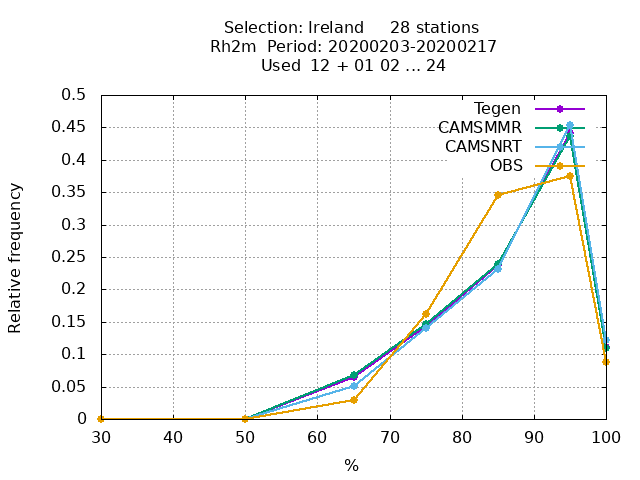 Selection: Ireland     28 stations
Rh2m  Period: 20200203-20200217
Used  12 + 01 02 ... 24
0.5
0.45
0.4
0.35
0.3
0.25
0.2
0.15
0.1
0.05
0
Relative frequency
Tegen
CAMSMMR
CAMSNRT
OBS
30 40 50 60 70 80 90 100
%